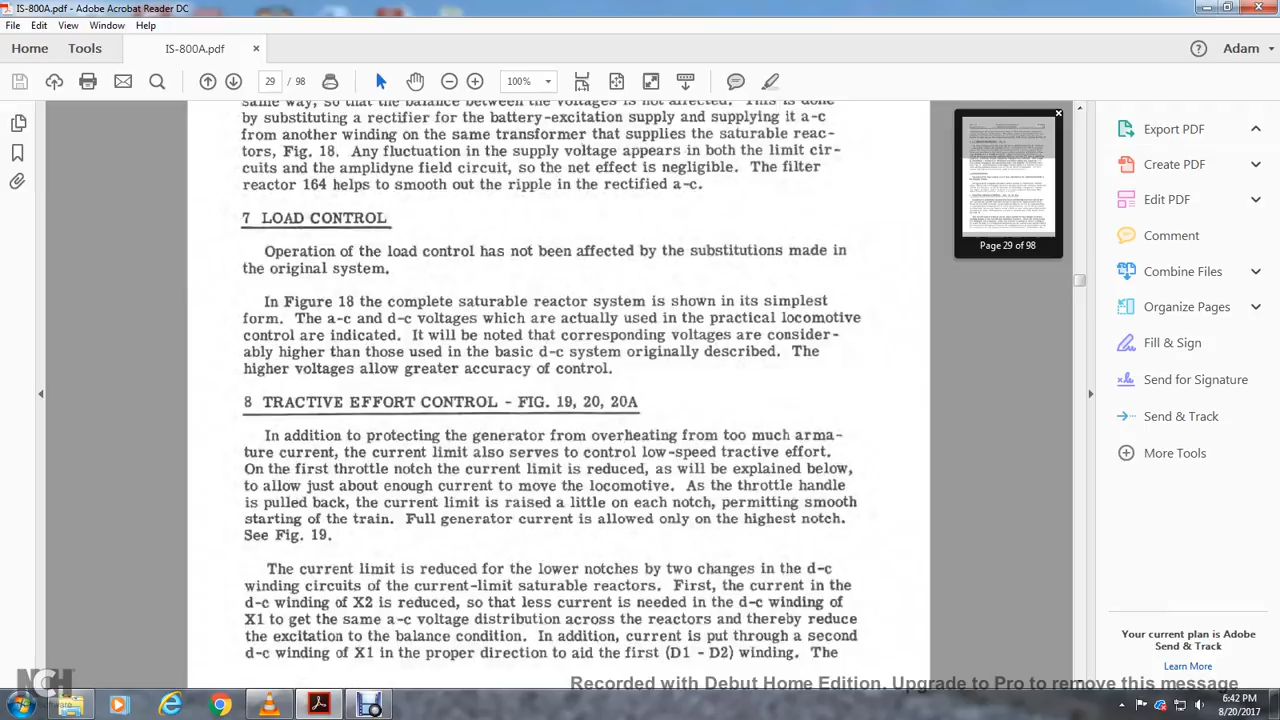 IS-800A.pdf - Adobe Acrobat Reader DC
File Edit View Window Help
Home Tools IS-800A.pdf × Adam
29 / 98 100%
same way, so that the balance between the voltages is not affected. This is done
by substituting a rectifier for the battery-excitation supply and supplying it a-c
from another winding on the same transformer that supplies the saturable reac-
tors, Fig. 18. Any fluctuation in the supply voltage appears in both the limit cir-
cuits and the amplidyne field circuit, so the net effect is negligible. The filter
reactor 164 helps to smooth out the ripple in the rectified a-c.
7 LOAD CONTROL
Operation of the load control has not been affected by the substitutions made in
the original system.
In Figure 18 the complete saturable reactor system is shown in its simplest
form. The a-c and d-c voltages which are actually used in the practical locomotive
control are indicated. It will be noted that corresponding voltages are consider-
ably higher than those used in the basic d-c system originally described. The
higher voltages allow greater accuracy of control.
8 TRACTIVE EFFORT CONTROL - FIG. 19, 20, 20A
In addition to protecting the generator from overheating from too much arma-
ture current, the current limit also serves to control low-speed tractive effort.
On the first throttle notch the current limit is reduced, as will be explained below,
to allow just about enough current to move the locomotive. As the throttle handle
is pulled back, the current limit is raised a little on each notch, permitting smooth
starting of the train. Full generator current is allowed only on the highest notch.
See Fig. 19.
The current limit is reduced for the lower notches by two changes in the d-c
winding circuits of the current-limit saturable reactors. First, the current in the
d-c winding of X2 is reduced, so that less current is needed in the d-c winding of
X1 to get the same a-c voltage distribution across the reactors and thereby reduce
the excitation to the balance condition. In addition, current is put through a second
d-c winding of X1 in the proper direction to aid the first (D1 - D2) winding. The
Page 29 of 98
Export PDF
Create PDF
Edit PDF
Comment
Combine Files
Organize Pages
Fill & Sign
Send for Signature
Send & Track
More Tools
Your current plan is Adobe
Send & Track
Learn More
NCH
Recorded with Debut Home Edition. Upgrade to Pro to remove this message
6:42 PM
8/20/2017